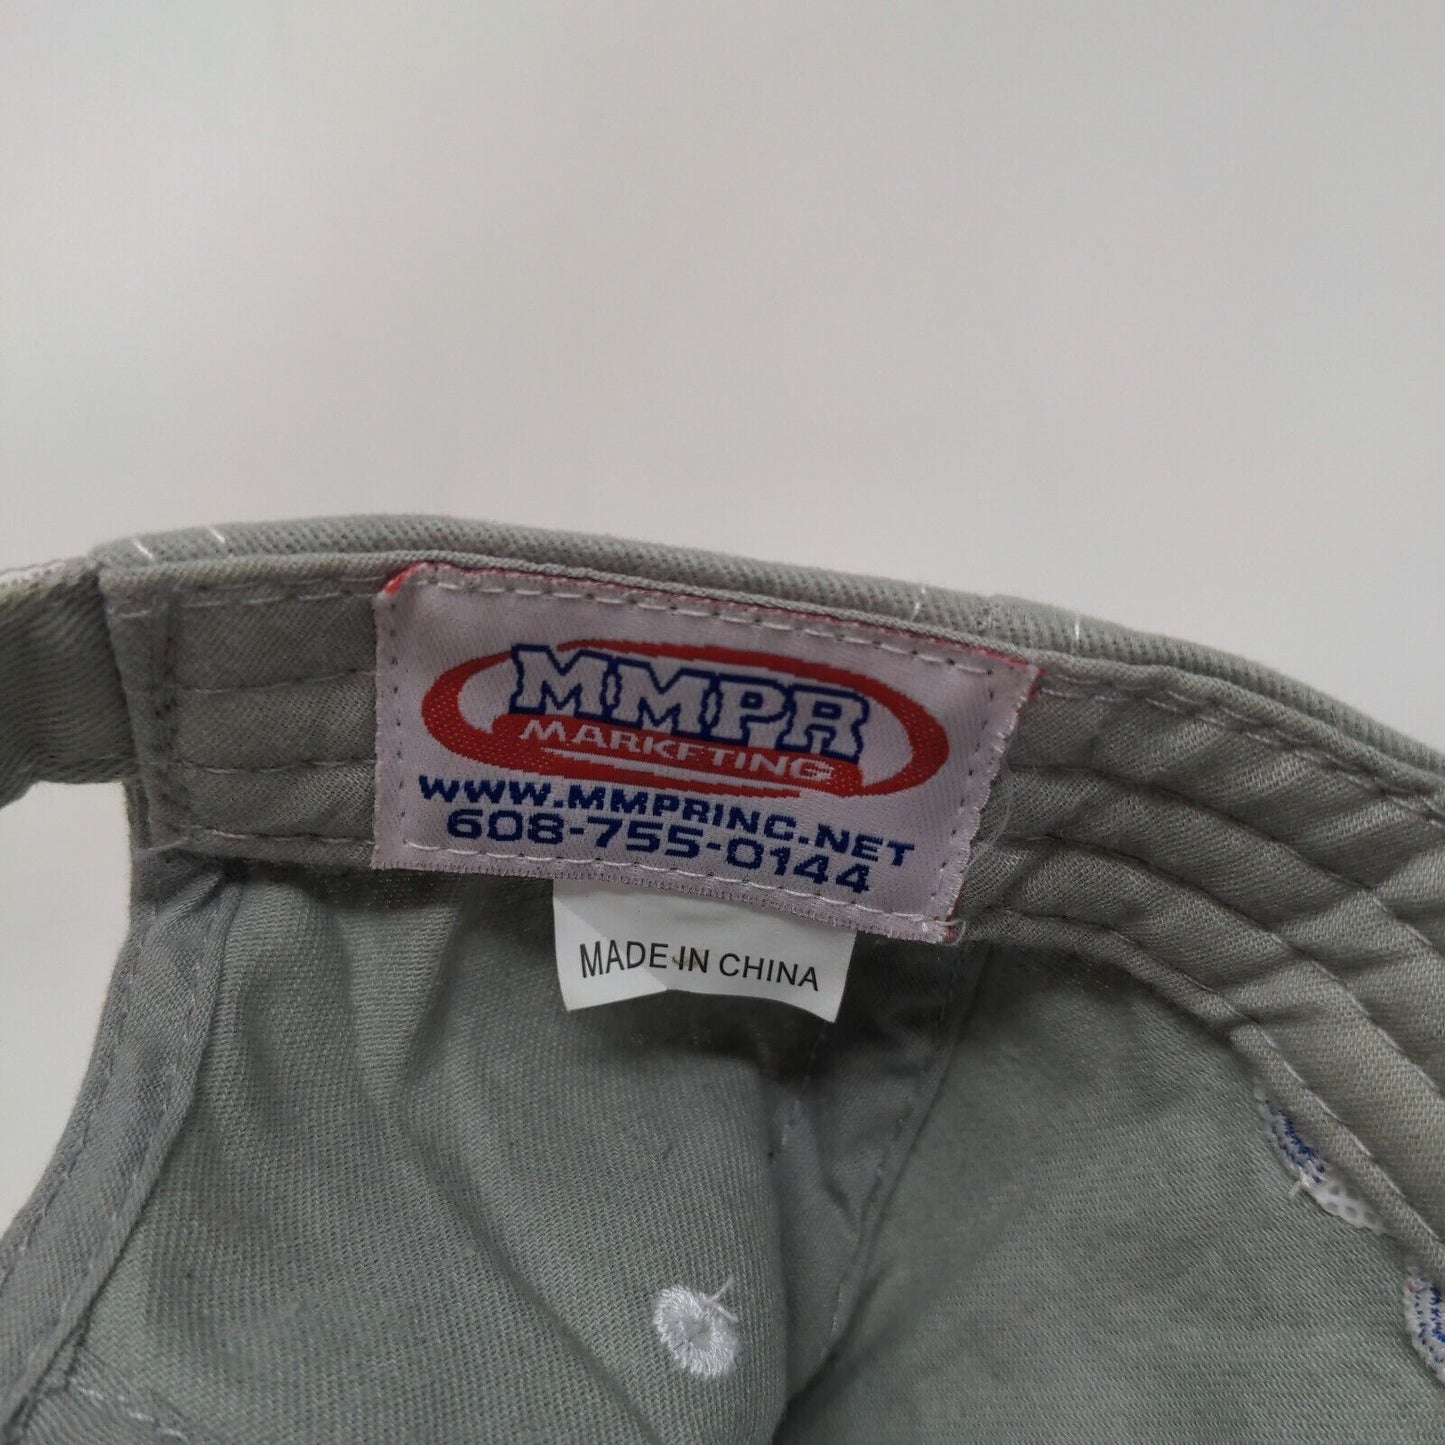 MMPR
MARKETING
WWW.MMPRINC.NET
608-755-0144
MADE IN CHINA